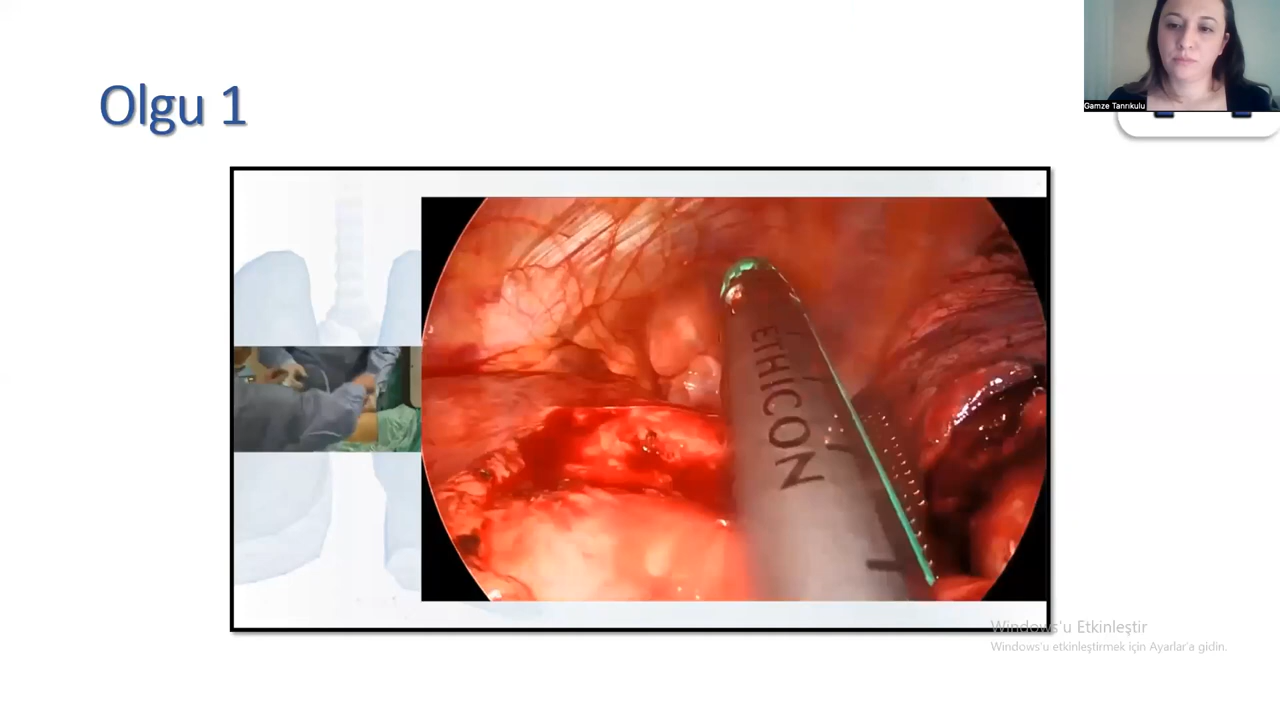 Olgu 1
Gamze Tanrıkulu
ETHICON
Windows'u Etkinleştir
Windows'u etkinleştirmek için Ayarlar'a gidin.